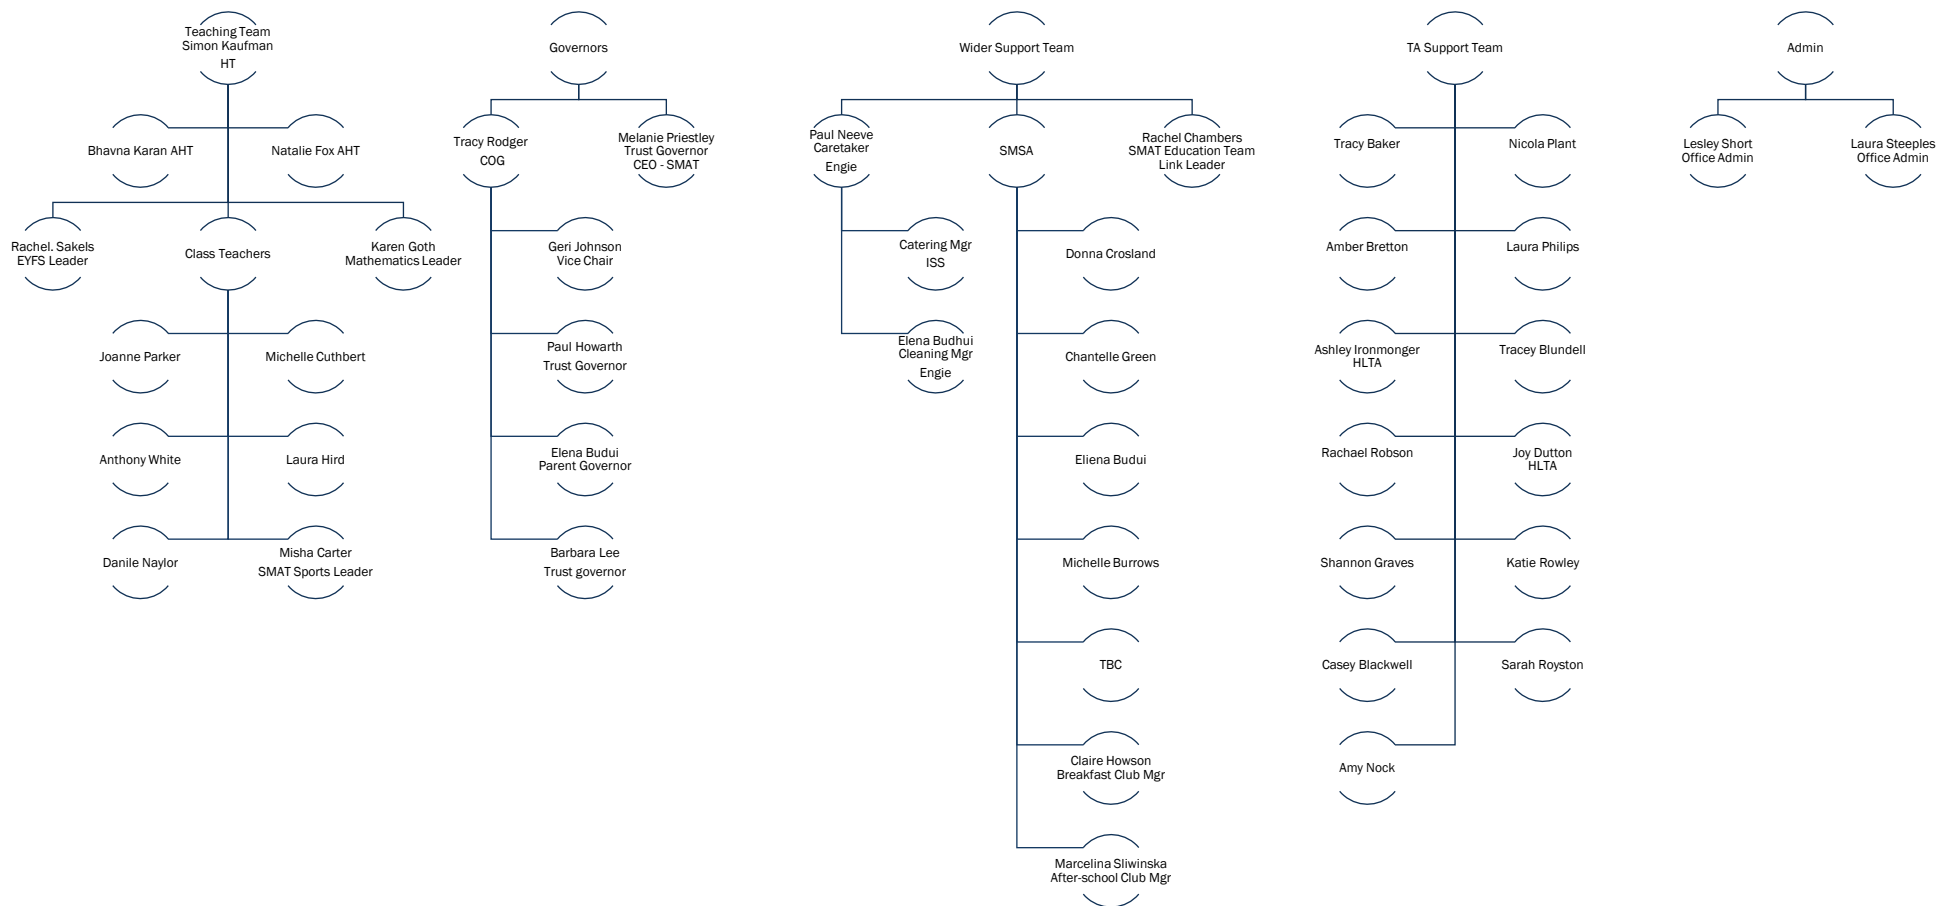 Teaching Team
Simon Kaufman
HT
Bhavna Karan AHT
Natalie Fox AHT
Rachel. Sakels
EYFS Leader
Class Teachers
Karen Goth
Mathematics Leader
Joanne Parker
Michelle Cuthbert
Anthony White
Laura Hird
Danile Naylor
Misha Carter
SMAT Sports Leader
Governors
Tracy Rodger
COG
Melanie Priestley
Trust Governor
CEO - SMAT
Geri Johnson
Vice Chair
Paul Howarth
Trust Governor
Elena Budui
Parent Governor
Barbara Lee
Trust governor
Wider Support Team
Paul Neeve
Caretaker
Engie
SMSA
Rachel Chambers
SMAT Education Team
Link Leader
Catering Mgr
ISS
Elena Budhui
Cleaning Mgr
Engie
Donna Crosland
Chantelle Green
Eliena Budui
Michelle Burrows
TBC
Claire Howson
Breakfast Club Mgr
Marcelina Sliwinska
After-school Club Mgr
TA Support Team
Tracy Baker
Nicola Plant
Amber Bretton
Laura Philips
Ashley Ironmonger
HLTA
Tracey Blundell
Rachael Robson
Joy Dutton
HLTA
Shannon Graves
Katie Rowley
Casey Blackwell
Sarah Royston
Amy Nock
Admin
Lesley Short
Office Admin
Laura Steeples
Office Admin